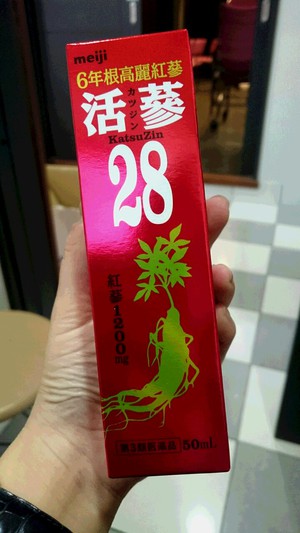 meiji
6年根高麗紅蔘
活蔘
カツジン
KatsuZin
28
紅蔘1200mg
第3類医薬品 50mL